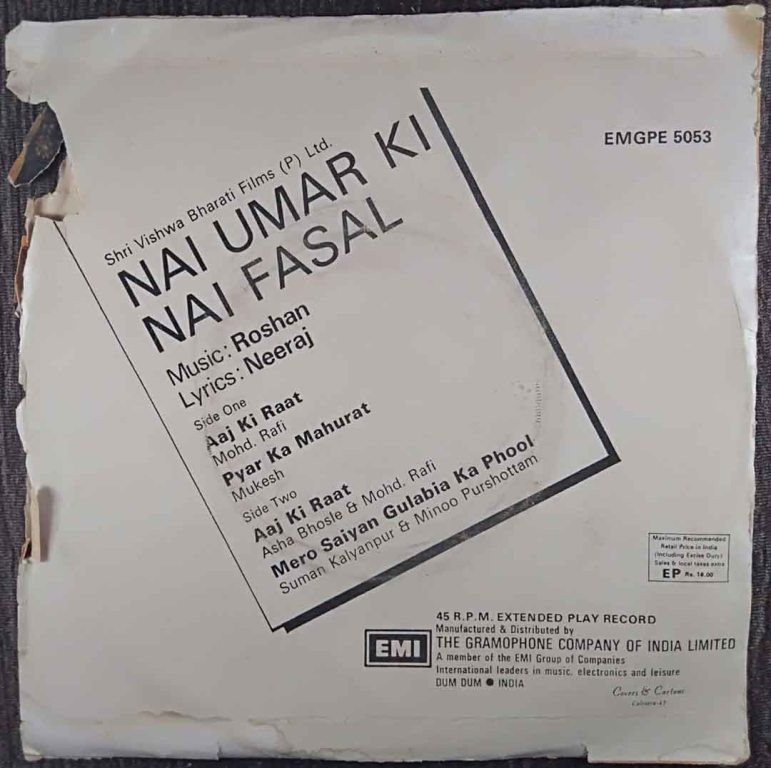 EMGPE 5053
Shri Vishwa Bharati Films (P) Ltd.
NAI UMAR KI
NAI FASAL
Music: Roshan
Lyrics: Neeraj
Side One
Aaj Ki Raat
Mohd. Rafi
Pyar Ka Mahurat
Mukesh
Side Two
Aaj Ki Raat
Asha Bhosle & Mohd. Rafi
Mero Saiyan Gulabia Ka Phool
Suman Kalyanpur & Minoo Purshottam
Maximum Recommended
Retail Price in India
(Including Excise Duty)
Sales & local taxes extra
EP Rs. 18.00
EMI
45 R.P.M. EXTENDED PLAY RECORD
Manufactured & Distributed by
THE GRAMOPHONE COMPANY OF INDIA LIMITED
A member of the EMI Group of Companies
International leaders in music, electronics and leisure
DUM DUM ● INDIA
Covers & Cartons